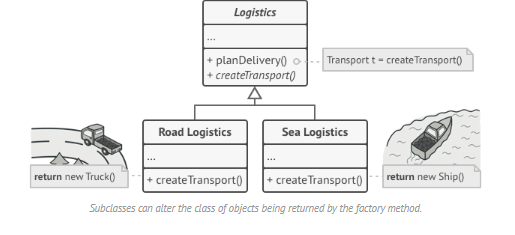 Logistics
...
+ planDelivery()
+ createTransport()
Transport t = createTransport()
Road Logistics
...
+ createTransport()
Sea Logistics
...
+ createTransport()
return new Truck()
return new Ship()
Subclasses can alter the class of objects being returned by the factory method.